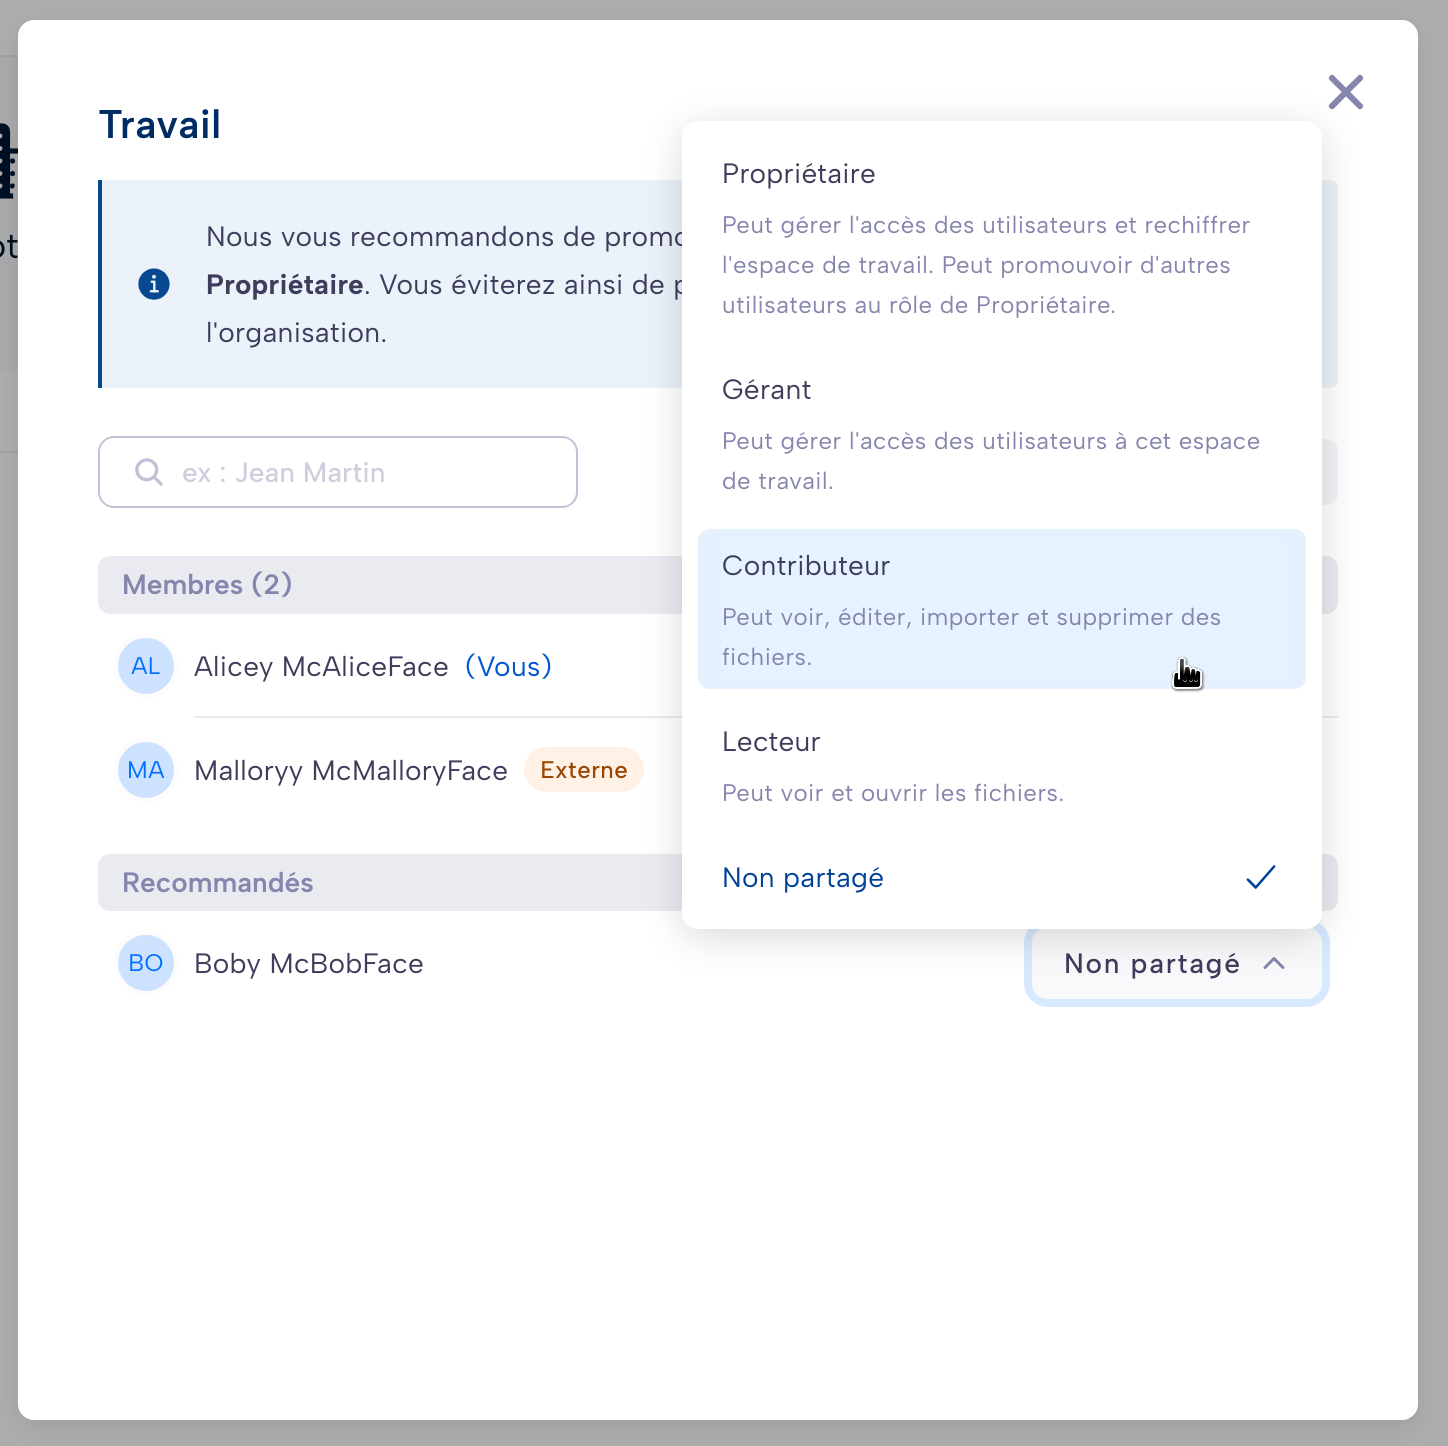 Travail
Nous vous recommandons de promo
Propriétaire. Vous éviterez ainsi de p
l'organisation.
ex : Jean Martin
Membres (2)
AL Alicey McAliceFace (Vous)
MA Malloryy McMalloryFace Externe
Recommandés
BO Boby McBobFace
Non partagé
Propriétaire
Peut gérer l'accès des utilisateurs et rechiffrer
l'espace de travail. Peut promouvoir d'autres
utilisateurs au rôle de Propriétaire.
Gérant
Peut gérer l'accès des utilisateurs à cet espace
de travail.
Contributeur
Peut voir, éditer, importer et supprimer des
fichiers.
Lecteur
Peut voir et ouvrir les fichiers.
Non partagé